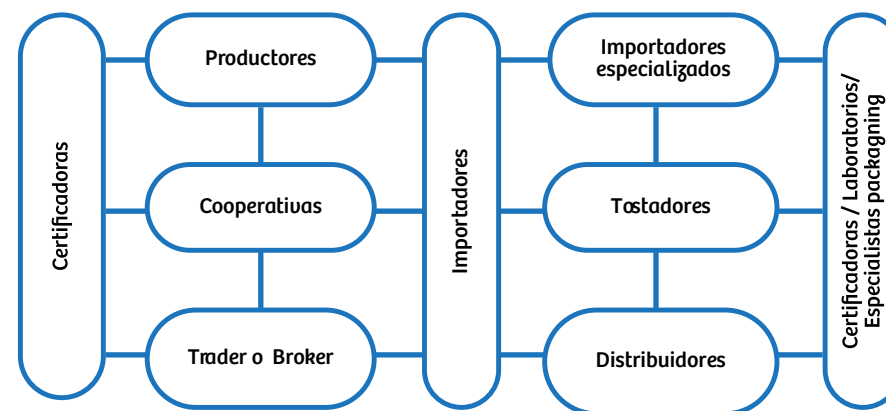 Certificadoras
Productores
Cooperativas
Trader o Broker
Importadores
Importadores
especializados
Tostadores
Distribuidores
Certificadoras / Laboratorios/
Especialistas packagning